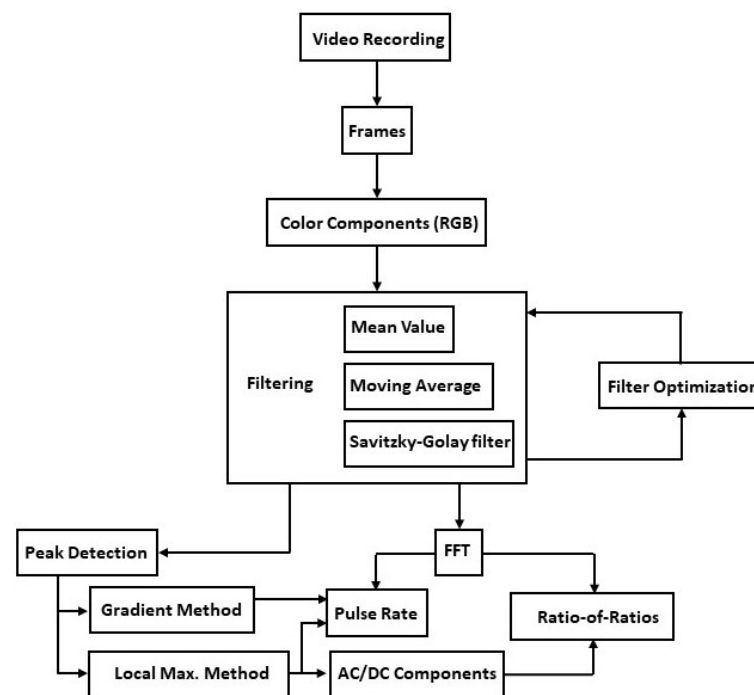 Video Recording
Frames
Color Components (RGB)
Mean Value
Filtering
Moving Average
Savitzky-Golay filter
Filter Optimization
Peak Detection
FFT
Gradient Method
Pulse Rate
Ratio-of-Ratios
Local Max. Method
AC/DC Components